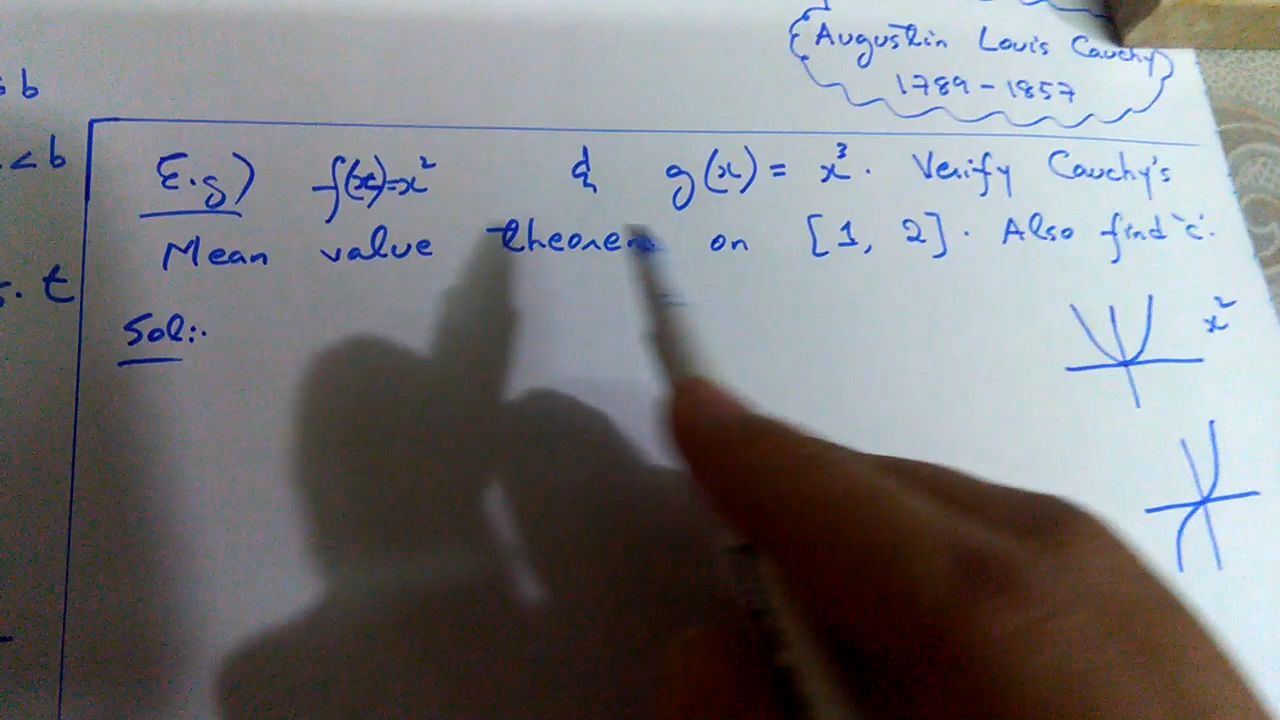 Augustin Louis Cauchy
1789 - 1857
b
< b
E.g) f(x)=x² & g(x) = x³. Verify Cauchy's
Mean value theorem on [1, 2]. Also find 'c'.
t
Sol:.
x²